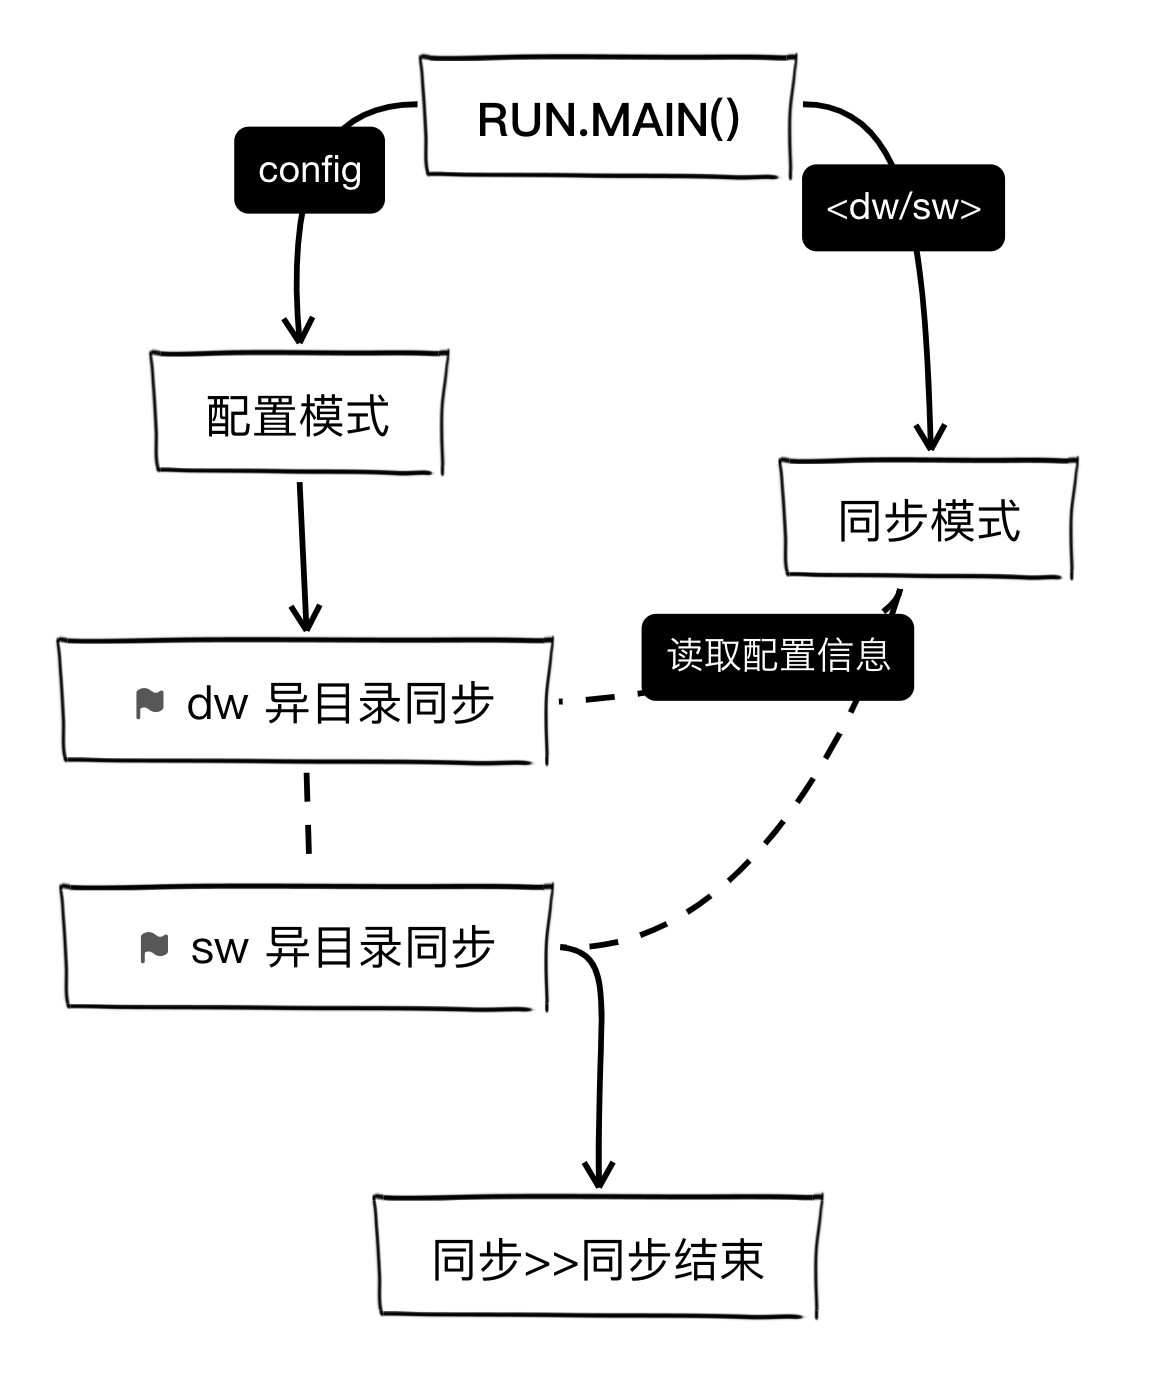 RUN.MAIN()
config
<dw/sw>
配置模式
同步模式
读取配置信息
dw 异目录同步
sw 异目录同步
同步>>同步结束